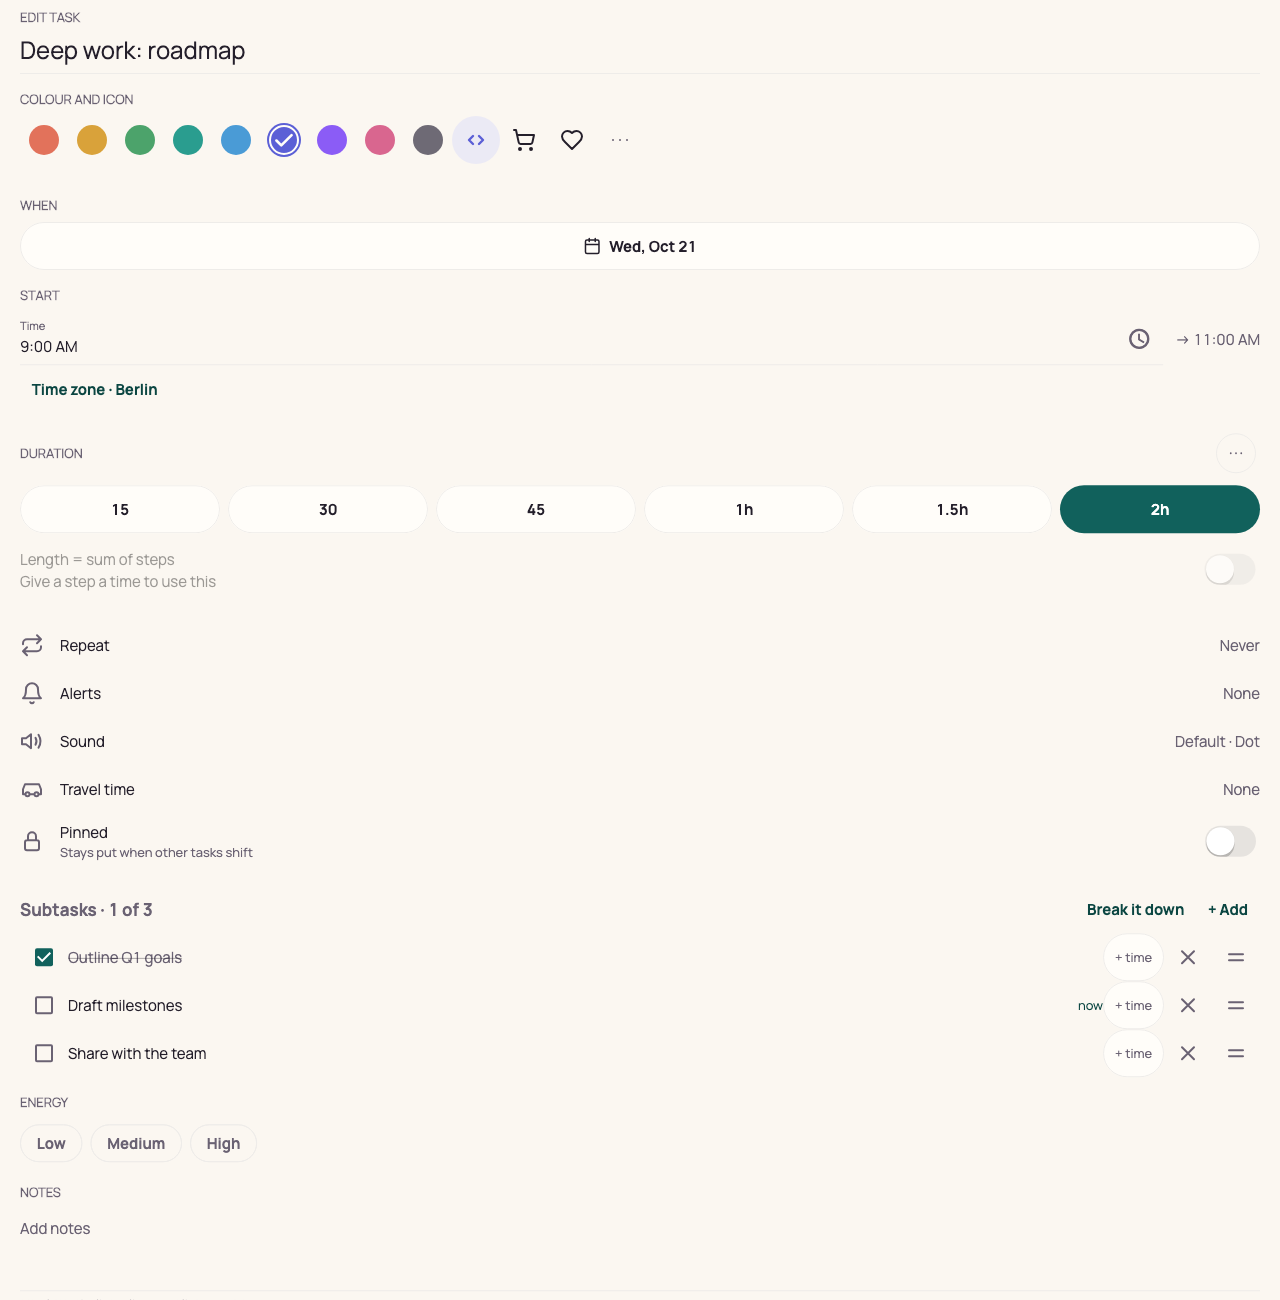 EDIT TASK
Deep work: roadmap
COLOUR AND ICON
WHEN
Wed, Oct 21
START
Time
9:00 AM
→ 11:00 AM
Time zone · Berlin
DURATION
15
30
45
1h
1.5h
2h
Length = sum of steps
Give a step a time to use this
Repeat
Never
Alerts
None
Sound
Default · Dot
Travel time
None
Pinned
Stays put when other tasks shift
Subtasks · 1 of 3
Break it down
+ Add
Outline Q1 goals
+ time
Draft milestones
now
+ time
Share with the team
+ time
ENERGY
Low
Medium
High
NOTES
Add notes